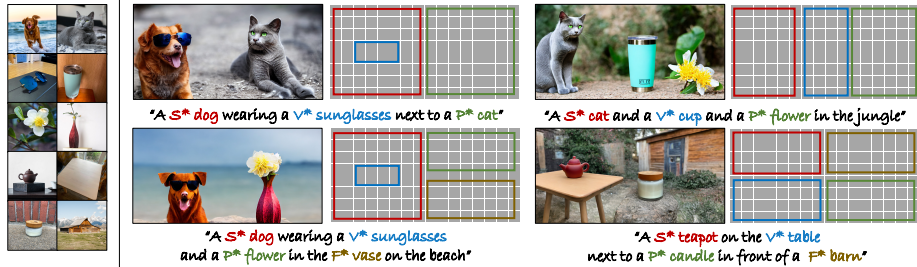 “A S* dog wearing a V* sunglasses next to a P* cat”
“A S* cat and a V* cup and a P* flower in the jungle”
“A S* dog wearing a V* sunglasses
and a P* flower in the F* vase on the beach”
“A S* teapot on the V* table
next to a P* candle in front of a F* barn”